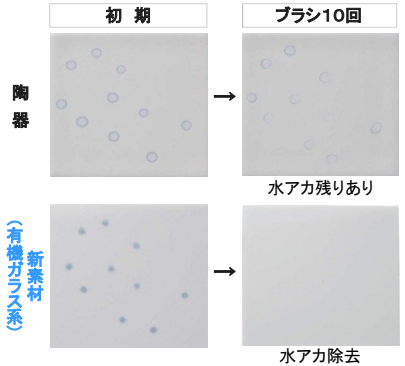 初 期
ブラシ10回
陶器
→
水アカ残りあり
新素材
(有機ガラス系)
→
水アカ除去